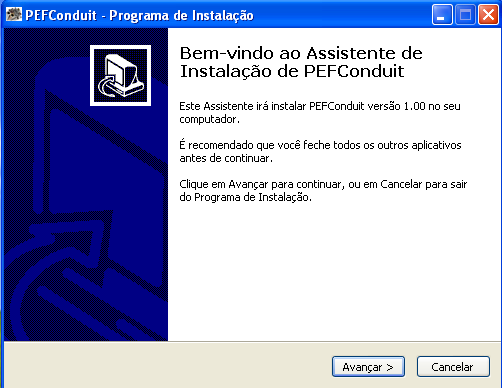 PEFConduit - Programa de Instalação
Bem-vindo ao Assistente de
Instalação de PEFConduit
Este Assistente irá instalar PEFConduit versão 1.00 no seu
computador.
É recomendado que você feche todos os outros aplicativos
antes de continuar.
Clique em Avançar para continuar, ou em Cancelar para sair
do Programa de Instalação.
Avançar >
Cancelar